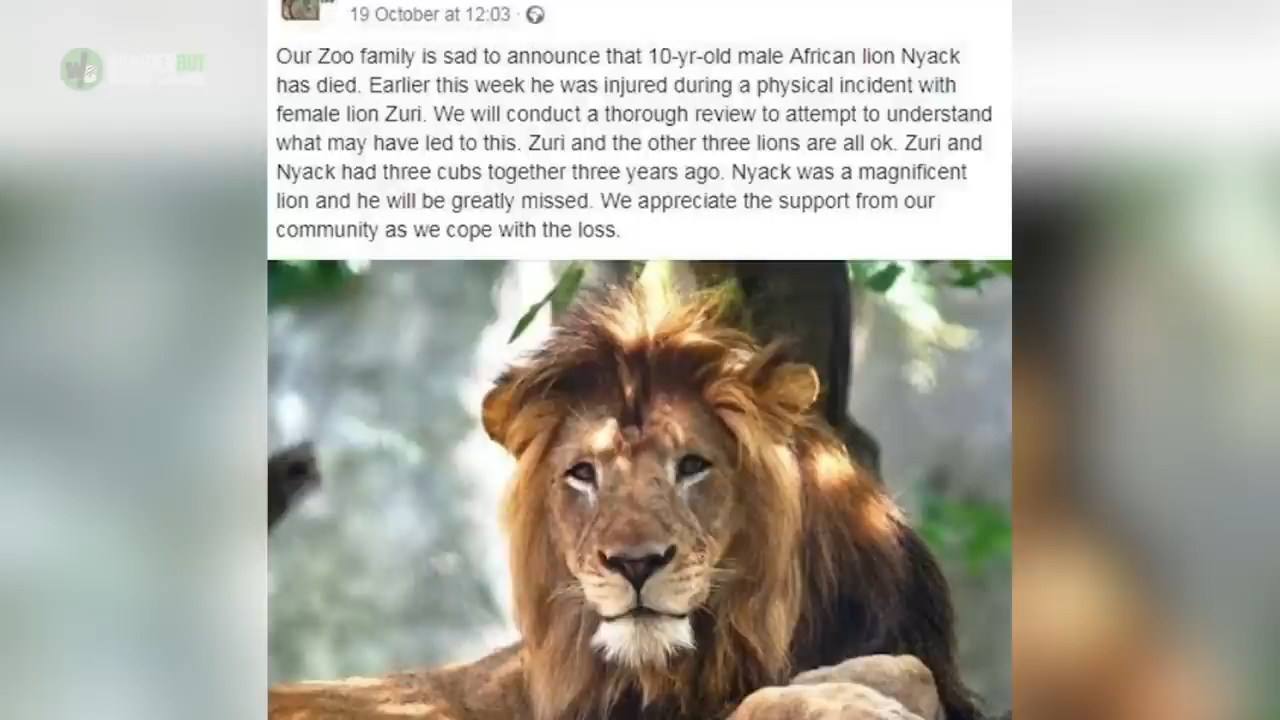 19 October at 12:03 ·
Our Zoo family is sad to announce that 10-yr-old male African lion Nyack
has died. Earlier this week he was injured during a physical incident with
female lion Zuri. We will conduct a thorough review to attempt to understand
what may have led to this. Zuri and the other three lions are all ok. Zuri and
Nyack had three cubs together three years ago. Nyack was a magnificent
lion and he will be greatly missed. We appreciate the support from our
community as we cope with the loss.